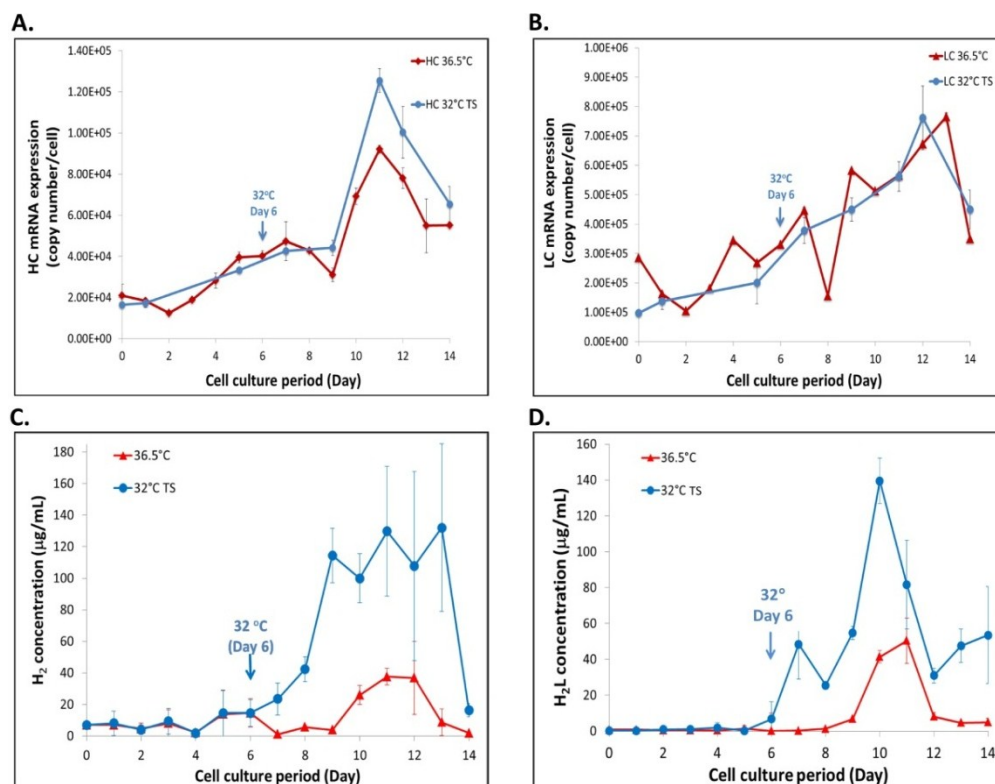 A.
HC mRNA expression
(copy number/cell)
1.40E+05
1.20E+05
1.00E+05
8.00E+04
6.00E+04
4.00E+04
2.00E+04
0.00E+00
HC 36.5°C
HC 32°C TS
32°C
Day 6
0 2 4 6 8 10 12 14
Cell culture period (Day)
B.
LC mRNA expression
(copy number/cell)
1.00E+06
9.00E+05
8.00E+05
7.00E+05
6.00E+05
5.00E+05
4.00E+05
3.00E+05
2.00E+05
1.00E+05
0.00E+00
LC 36.5°C
LC 32°C TS
32°C
Day 6
0 2 4 6 8 10 12 14
Cell culture period (Day)
C.
H₂ concentration (µg/mL)
180
160
140
120
100
80
60
40
20
0
36.5°C
32°C TS
32 °C
(Day 6)
0 2 4 6 8 10 12 14
Cell culture period (Day)
D.
H₂L concentration (µg/mL)
160
140
120
100
80
60
40
20
0
36.5°C
32°C TS
32°
Day 6
0 2 4 6 8 10 12 14
Cell culture period (Day)